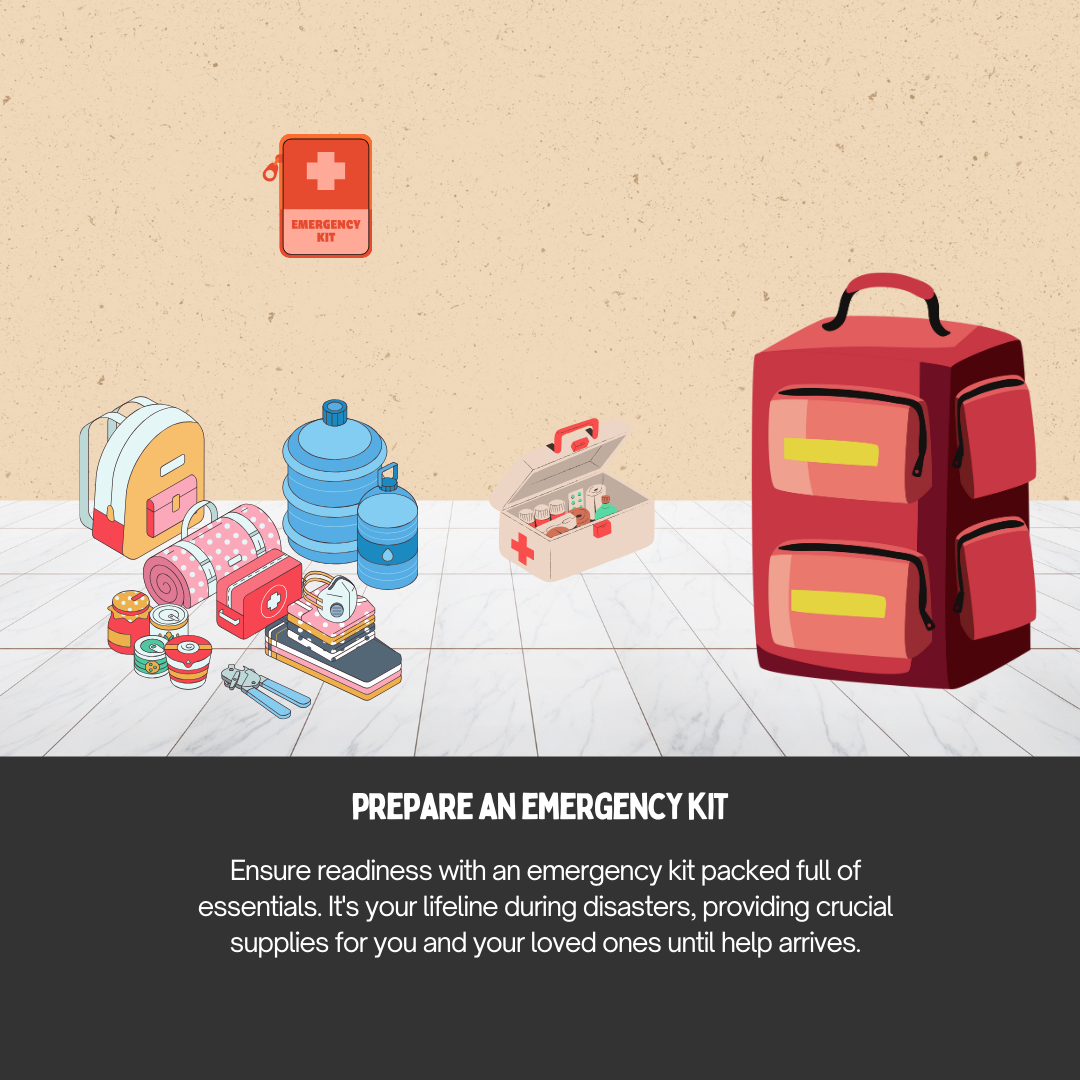 EMERGENCY
KIT
PREPARE AN EMERGENCY KIT
Ensure readiness with an emergency kit packed full of
essentials. It's your lifeline during disasters, providing crucial
supplies for you and your loved ones until help arrives.